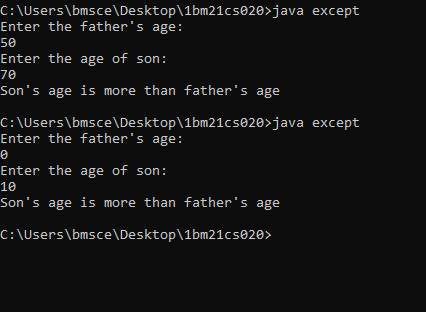 C:\Users\bmsce\Desktop\1bm21cs020>java except
Enter the father's age:
50
Enter the age of son:
70
Son's age is more than father's age
C:\Users\bmsce\Desktop\1bm21cs020>java except
Enter the father's age:
0
Enter the age of son:
10
Son's age is more than father's age
C:\Users\bmsce\Desktop\1bm21cs020>